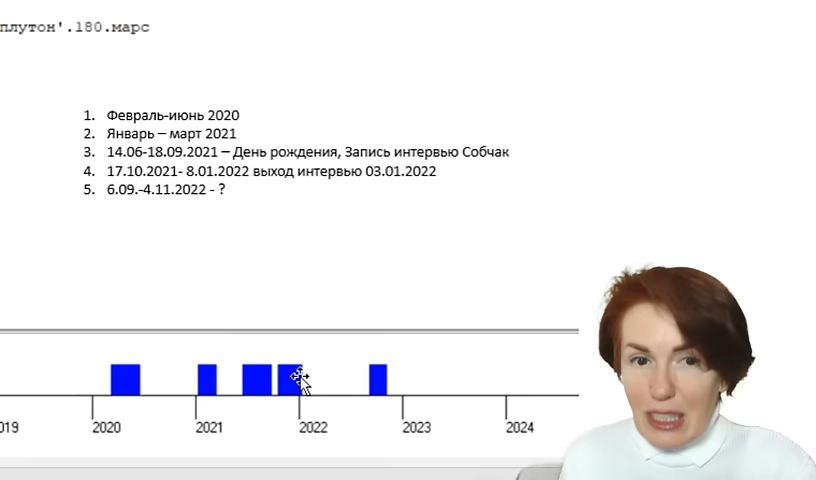 плутон'.180.марс
1. Февраль-июнь 2020
2. Январь – март 2021
3. 14.06-18.09.2021 – День рождения, Запись интервью Собчак
4. 17.10.2021- 8.01.2022 выход интервью 03.01.2022
5. 6.09.-4.11.2022 - ?
019 2020 2021 2022 2023 2024